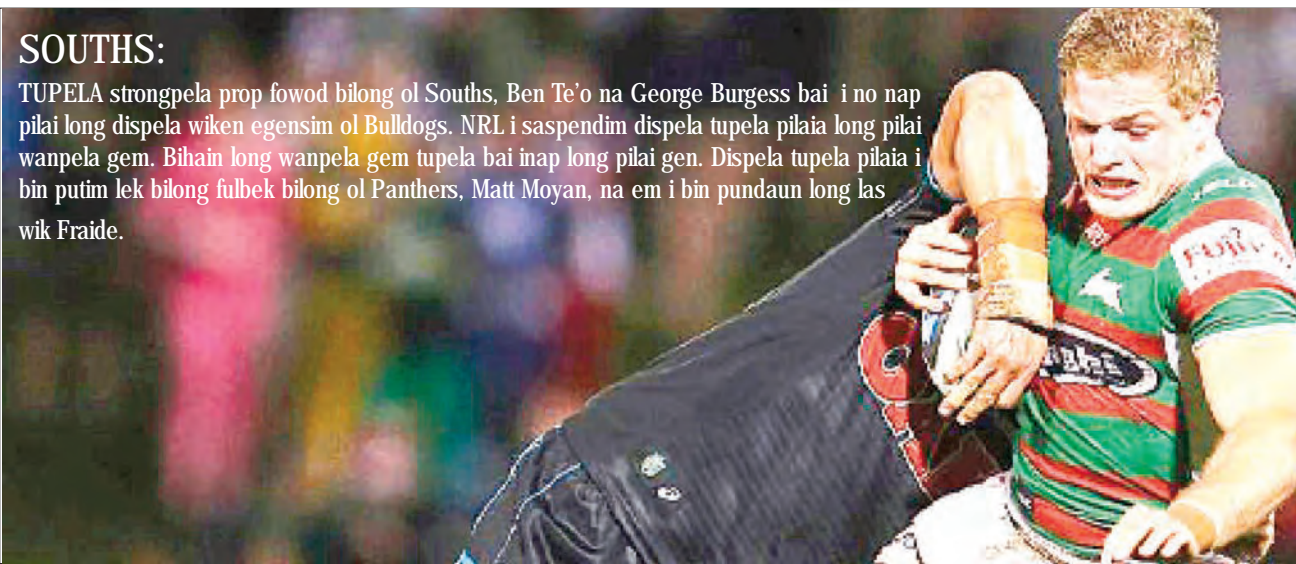 SOUTHS:
TUPELA strongpela prop fowod bilong ol Souths, Ben Te’o na George Burgess bai i no nap
pilai long dispela wiken egensim ol Bulldogs. NRL i saspendim dispela tupela pilaia long pilai
wanpela gem. Bihain long wanpela gem tupela bai inap long pilai gen. Dispela tupela pilaia i
bin putim lek bilong fulbek bilong ol Panthers, Matt Moyan, na em i bin pundaun long las
wik Fraide.